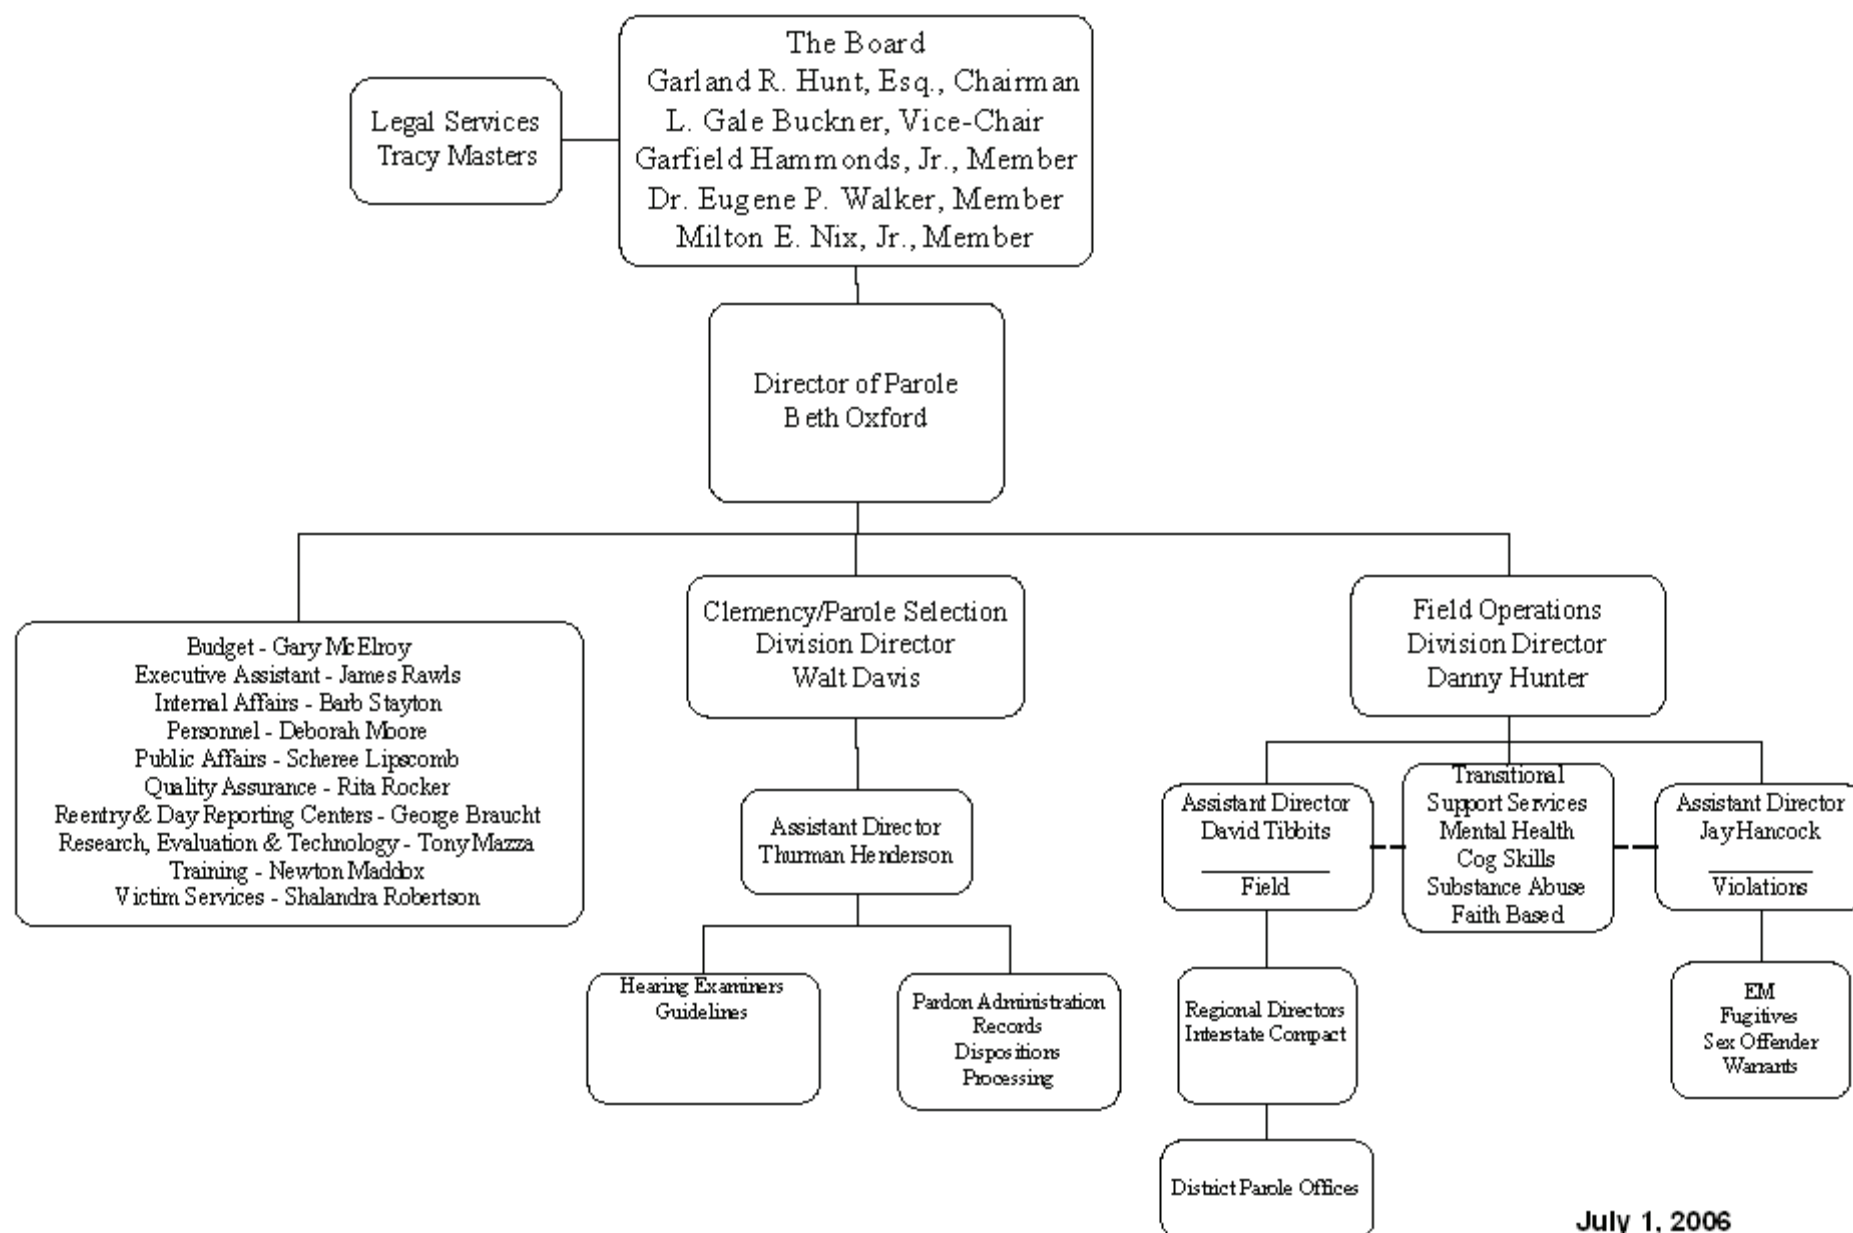 The Board
Garland R. Hunt, Esq., Chairman
L. Gale Buckner, Vice-Chair
Garfield Hammonds, Jr., Member
Dr. Eugene P. Walker, Member
Milton E. Nix, Jr., Member
Legal Services
Tracy Masters
Director of Parole
Beth Oxford
Budget - Gary McElroy
Executive Assistant - James Rawls
Internal Affairs - Barb Stayton
Personnel - Deborah Moore
Public Affairs - Scheree Lipscomb
Quality Assurance - Rita Rocker
Reentry & Day Reporting Centers - George Braucht
Research, Evaluation & Technology - Tony Mazza
Training - Newton Maddox
Victim Services - Shalandra Robertson
Clemency/Parole Selection
Division Director
Walt Davis
Field Operations
Division Director
Danny Hunter
Assistant Director
Thurman Henderson
Assistant Director
David Tibbits
Field
Transitional
Support Services
Mental Health
Cog Skills
Substance Abuse
Faith Based
Assistant Director
Jay Hancock
Violations
Hearing Examiners
Guidelines
Pardon Administration
Records
Dispositions
Processing
Regional Directors
Interstate Compact
EM
Fugitives
Sex Offender
Warrants
District Parole Offices
July 1, 2006